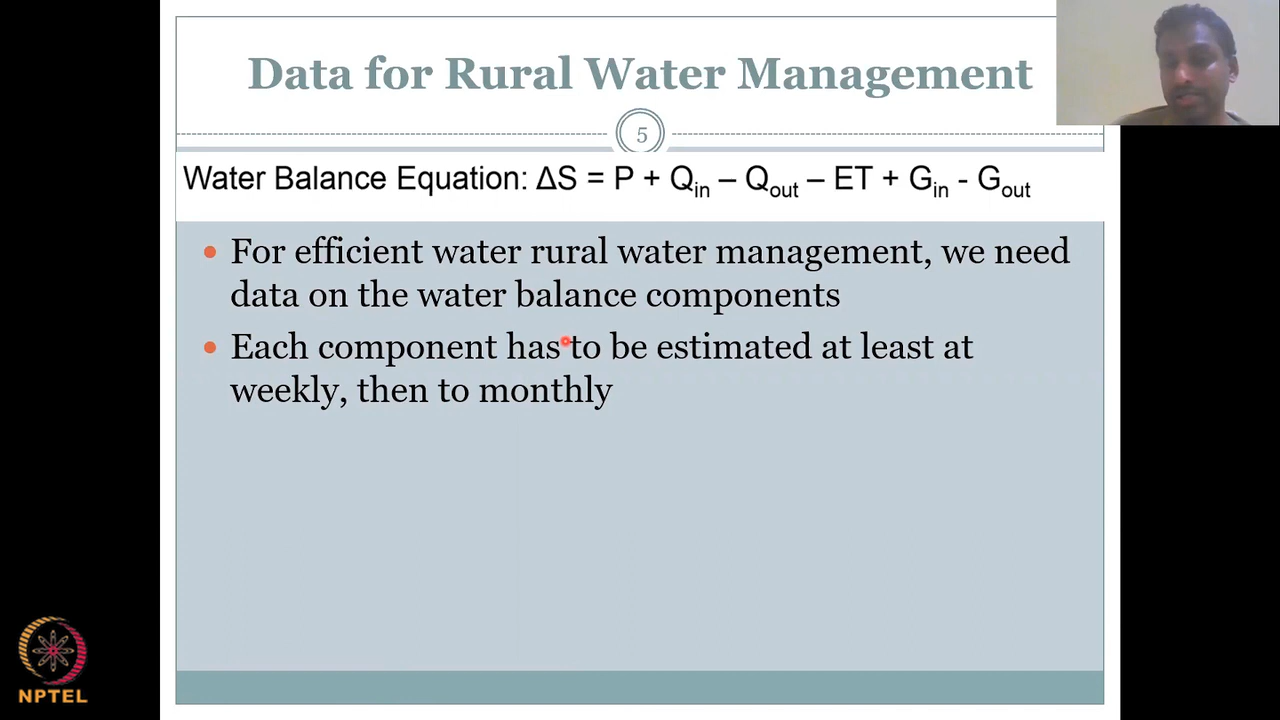 Data for Rural Water Management
5
Water Balance Equation: ΔS = P + Qin – Qout – ET + Gin - Gout
• For efficient water rural water management, we need
data on the water balance components
• Each component has to be estimated at least at
weekly, then to monthly
NPTEL